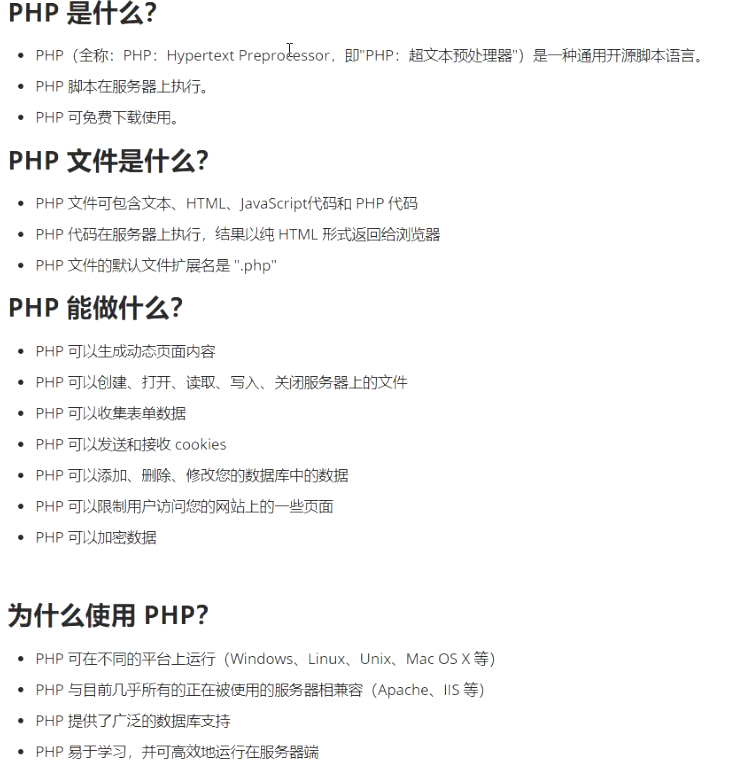 PHP 是什么?
PHP（全称：PHP：Hypertext Preprocessor，即"PHP：超文本预处理器"）是一种通用开源脚本语言。
PHP 脚本在服务器上执行。
PHP 可免费下载使用。
PHP 文件是什么?
PHP 文件可包含文本、HTML、JavaScript代码和 PHP 代码
PHP 代码在服务器上执行，结果以纯 HTML 形式返回给浏览器
PHP 文件的默认文件扩展名是 ".php"
PHP 能做什么?
PHP 可以生成动态页面内容
PHP 可以创建、打开、读取、写入、关闭服务器上的文件
PHP 可以收集表单数据
PHP 可以发送和接收 cookies
PHP 可以添加、删除、修改您的数据库中的数据
PHP 可以限制用户访问您的网站上的一些页面
PHP 可以加密数据
为什么使用 PHP?
PHP 可在不同的平台上运行（Windows、Linux、Unix、Mac OS X 等）
PHP 与目前几乎所有的正在被使用的服务器相兼容（Apache、IIS 等）
PHP 提供了广泛的数据库支持
PHP 易于学习，并可高效地运行在服务器端